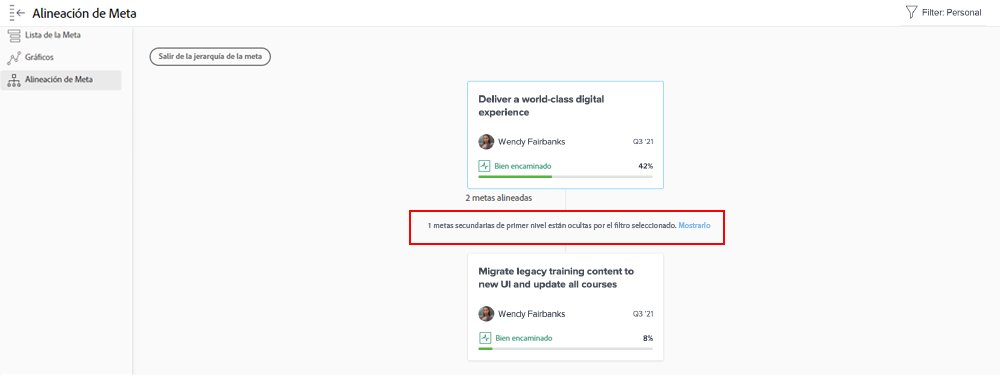 Alineación de Meta
Filter: Personal
Lista de la Meta
Gráficos
Alineación de Meta
Salir de la jerarquía de la meta
Deliver a world-class digital
experience
Wendy Fairbanks
Q3 '21
Bien encaminado
42%
2 metas alineadas
1 metas secundarias de primer nivel están ocultas por el filtro seleccionado. Mostrarlo
Migrate legacy training content to
new UI and update all courses
Wendy Fairbanks
Q3 '21
Bien encaminado
8%